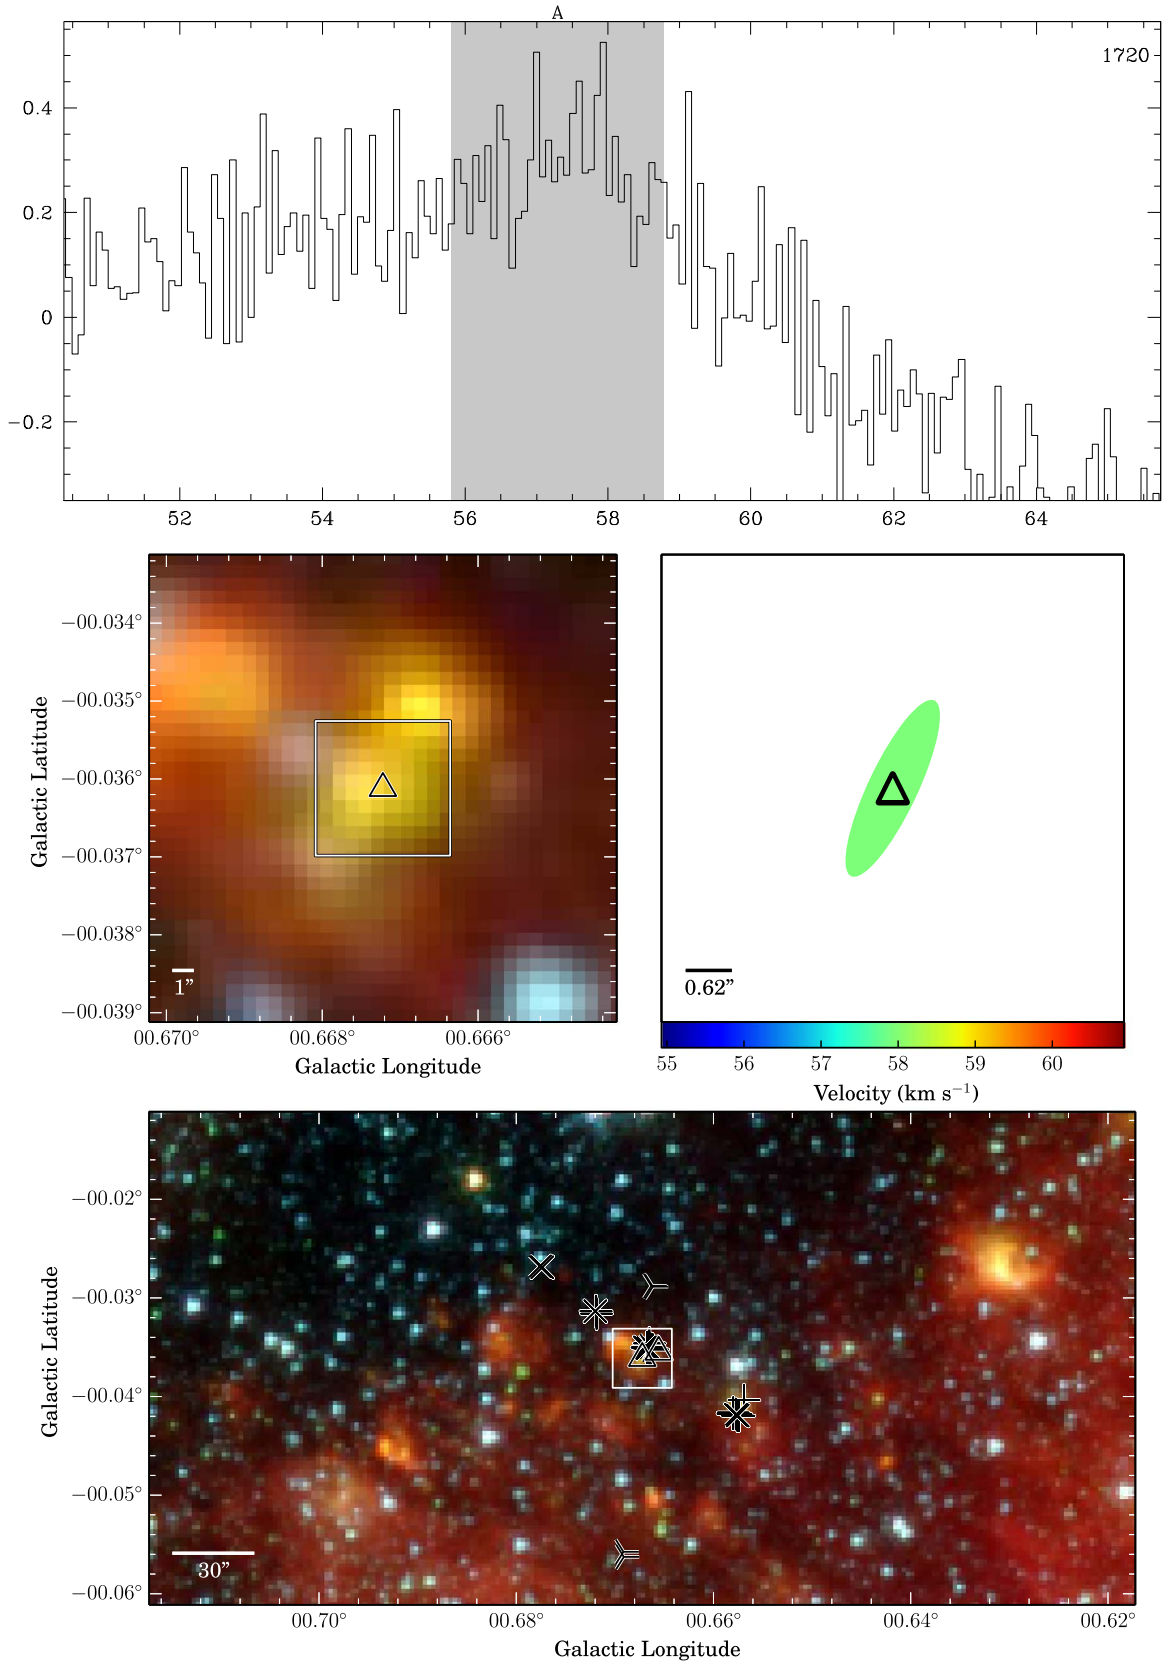 A
1720
0.4
0.2
0
−0.2
52 54 56 58 60 62 64
−00.034°
−00.035°
−00.036°
−00.037°
−00.038°
−00.039°
Galactic Latitude
1”
00.670° 00.668° 00.666°
Galactic Longitude
0.62”
55 56 57 58 59 60
Velocity (km s⁻¹)
−00.02°
−00.03°
−00.04°
−00.05°
−00.06°
Galactic Latitude
30”
00.70° 00.68° 00.66° 00.64° 00.62°
Galactic Longitude